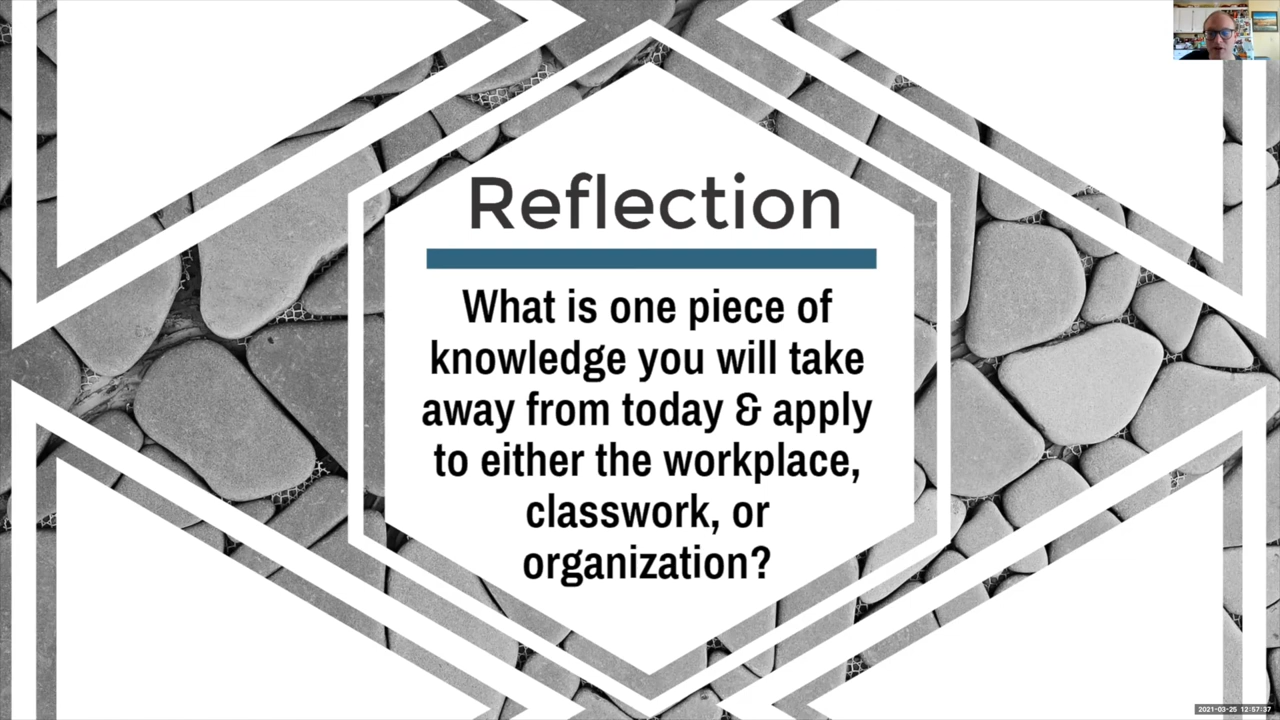 Reflection
What is one piece of
knowledge you will take
away from today & apply
to either the workplace,
classwork, or
organization?
2021-03-25 12:57:37